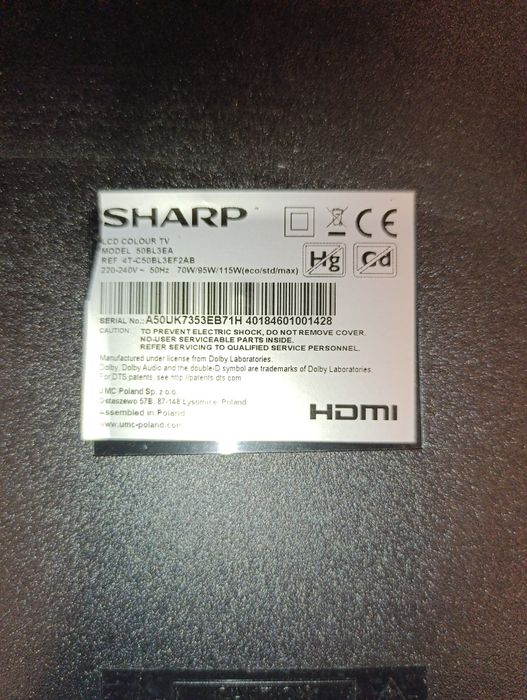 SHARP
LCD COLOUR TV
MODEL 50BL3EA
REF 4T-C50BL3EF2AB
220-240V ~ 50Hz 70W/95W/115W(eco/std/max)
Hg Cd
SERIAL No.: A50UK7353EB71H 40184601001428
CAUTION: TO PREVENT ELECTRIC SHOCK, DO NOT REMOVE COVER.
NO-USER SERVICEABLE PARTS INSIDE.
REFER SERVICING TO QUALIFIED SERVICE PERSONNEL.
Manufactured under license from Dolby Laboratories.
Dolby, Dolby Audio and the double-D symbol are trademarks of Dolby Laboratories.
For DTS patents, see http://patents.dts.com
UMC Poland Sp. z o.o.
Ostaszewo 57B, 87-148 Łysomice, Poland
Assembled in Poland
www.umc-poland.com
HDMI